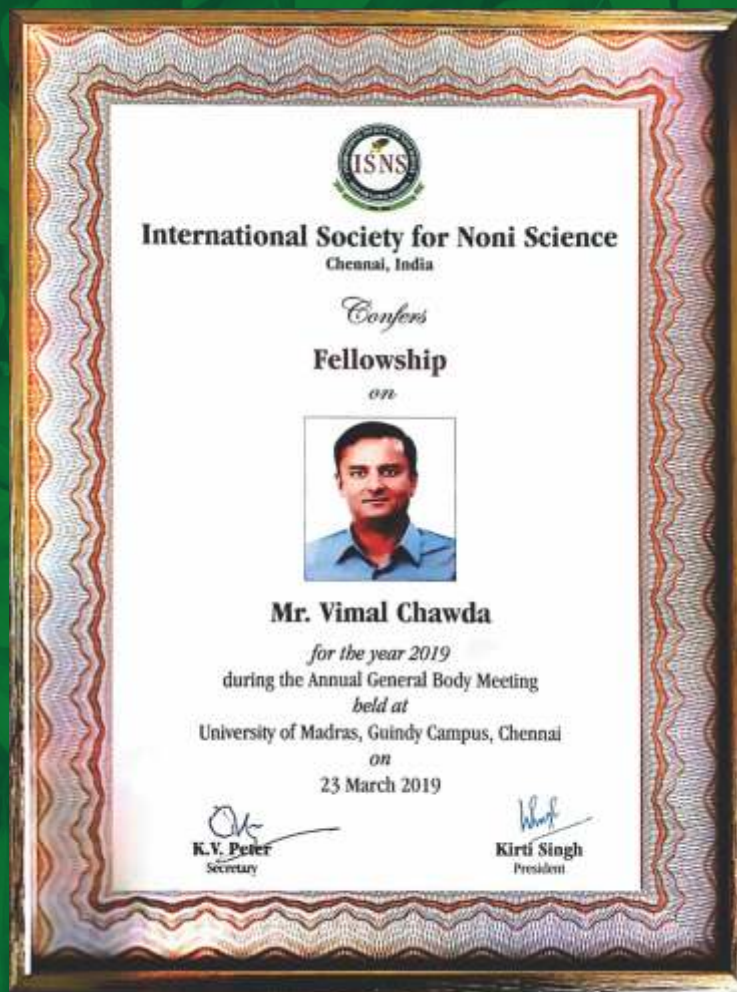 ISNS
International Society for Noni Science
Chennai, India
Confers
Fellowship
on
Mr. Vimal Chawda
for the year 2019
during the Annual General Body Meeting
held at
University of Madras, Guindy Campus, Chennai
on
23 March 2019
K.V. Peter
Secretary
Kirti Singh
President